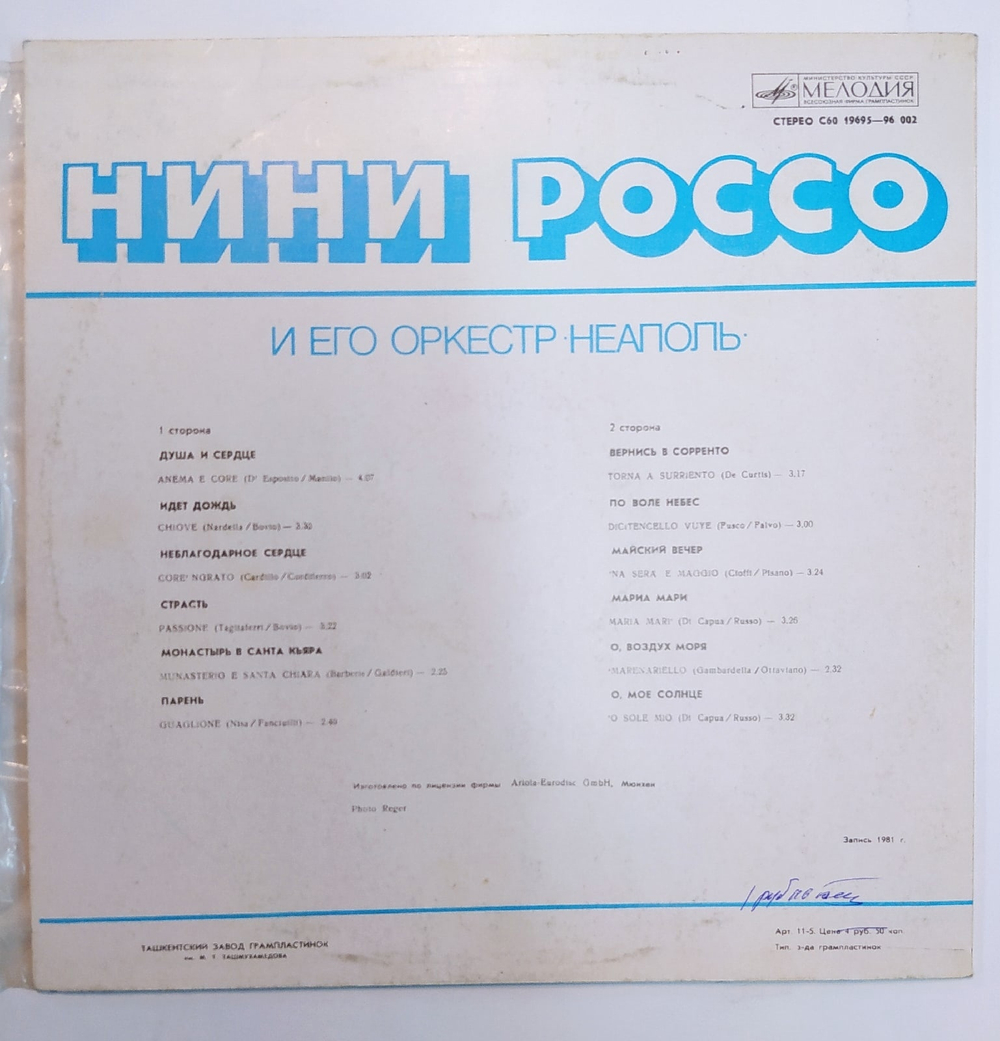 МИНИСТЕРСТВО КУЛЬТУРЫ СССР
МЕЛОДИЯ
ВСЕСОЮЗНАЯ ФИРМА ГРАМПЛАСТИНОК
СТЕРЕО С60 19695—96 002
НИНИ РОССО
И ЕГО ОРКЕСТР «НЕАПОЛЬ»
1 сторона
ДУША И СЕРДЦЕ
ANEMA E CORE (D' Esposito / Manlio) — 4.07
ИДЕТ ДОЖДЬ
CHIOVE (Nardella / Bovio) — 3.30
НЕБЛАГОДАРНОЕ СЕРДЦЕ
CORE' NGRATO (Cardillo / Cordiferro) — 3.02
СТРАСТЬ
PASSIONE (Tagliaferri / Bovio) — 3.22
МОНАСТЫРЬ В САНТА КЬЯРА
MUNASTERIO E SANTA CHIARA (Barberis / Galdieri) — 2.25
ПАРЕНЬ
GUAGLIONE (Nisa / Fanciulli) — 2.40
2 сторона
ВЕРНИСЬ В СОРРЕНТО
TORNA A SURRIENTO (De Curtis) — 3.17
ПО ВОЛЕ НЕБЕС
DICITENCELLO VUYE (Fusco / Falvo) — 3.00
МАЙСКИЙ ВЕЧЕР
'NA SERA E MAGGIO (Cioffi / Pisano) — 3.24
МАРИА МАРИ
MARIA MARI' (Di Capua / Russo) — 3.26
О, ВОЗДУХ МОРЯ
'MARENARIELLO (Gambardella / Ottaviano) — 2.32
О, МОЕ СОЛНЦЕ
'O SOLE MIO (Di Capua / Russo) — 3.32
Изготовлено по лицензии фирмы Ariola-Eurodisc GmbH, Мюнхен
Photo Reger
Запись 1981 г.
ТАШКЕНТСКИЙ ЗАВОД ГРАМПЛАСТИНОК
им. М. Т. ТАШМУХАМЕДОВА
Арт. 11-5. Цена 4 руб. 50 коп.
Тип. з-да грампластинок